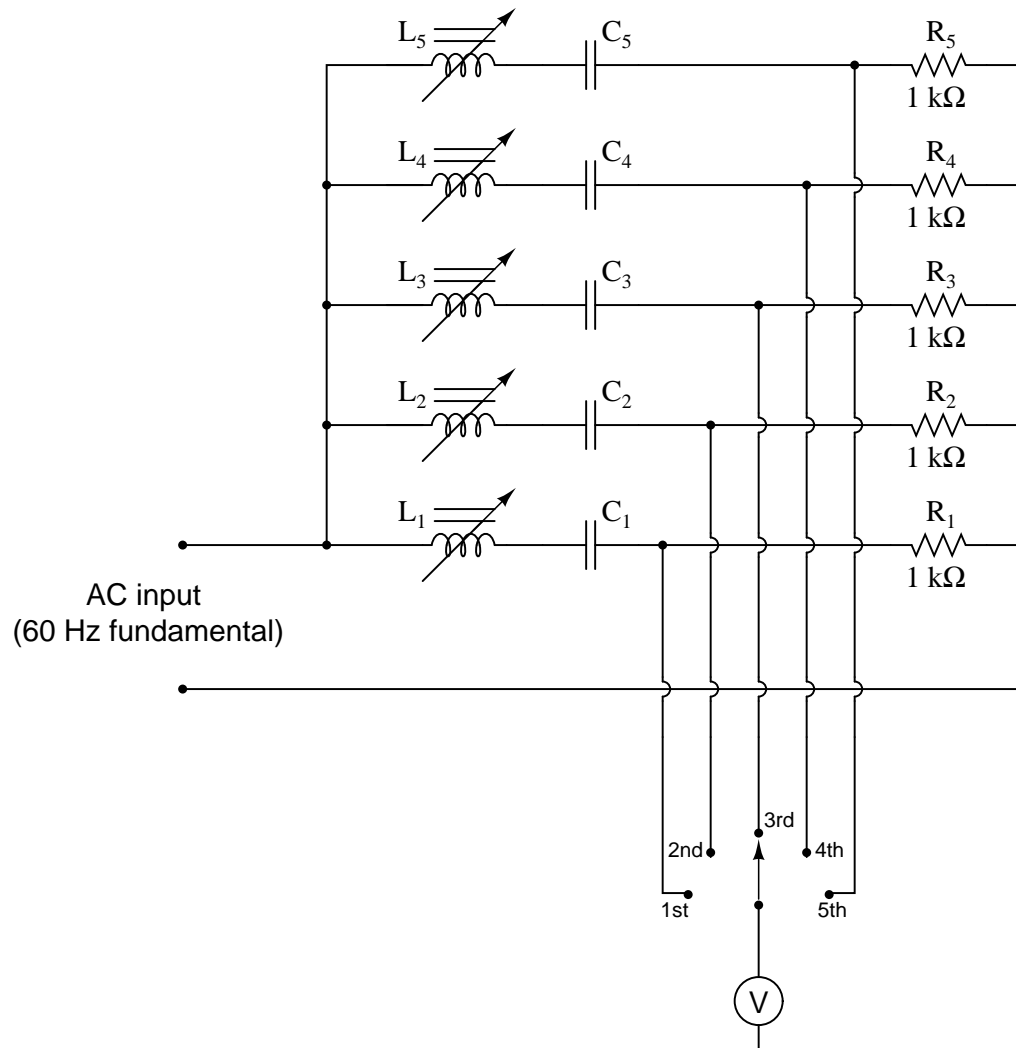 L5 C5 R5
1 kΩ
L4 C4 R4
1 kΩ
L3 C3 R3
1 kΩ
L2 C2 R2
1 kΩ
L1 C1 R1
1 kΩ
AC input
(60 Hz fundamental)
3rd
2nd 4th
1st 5th
V